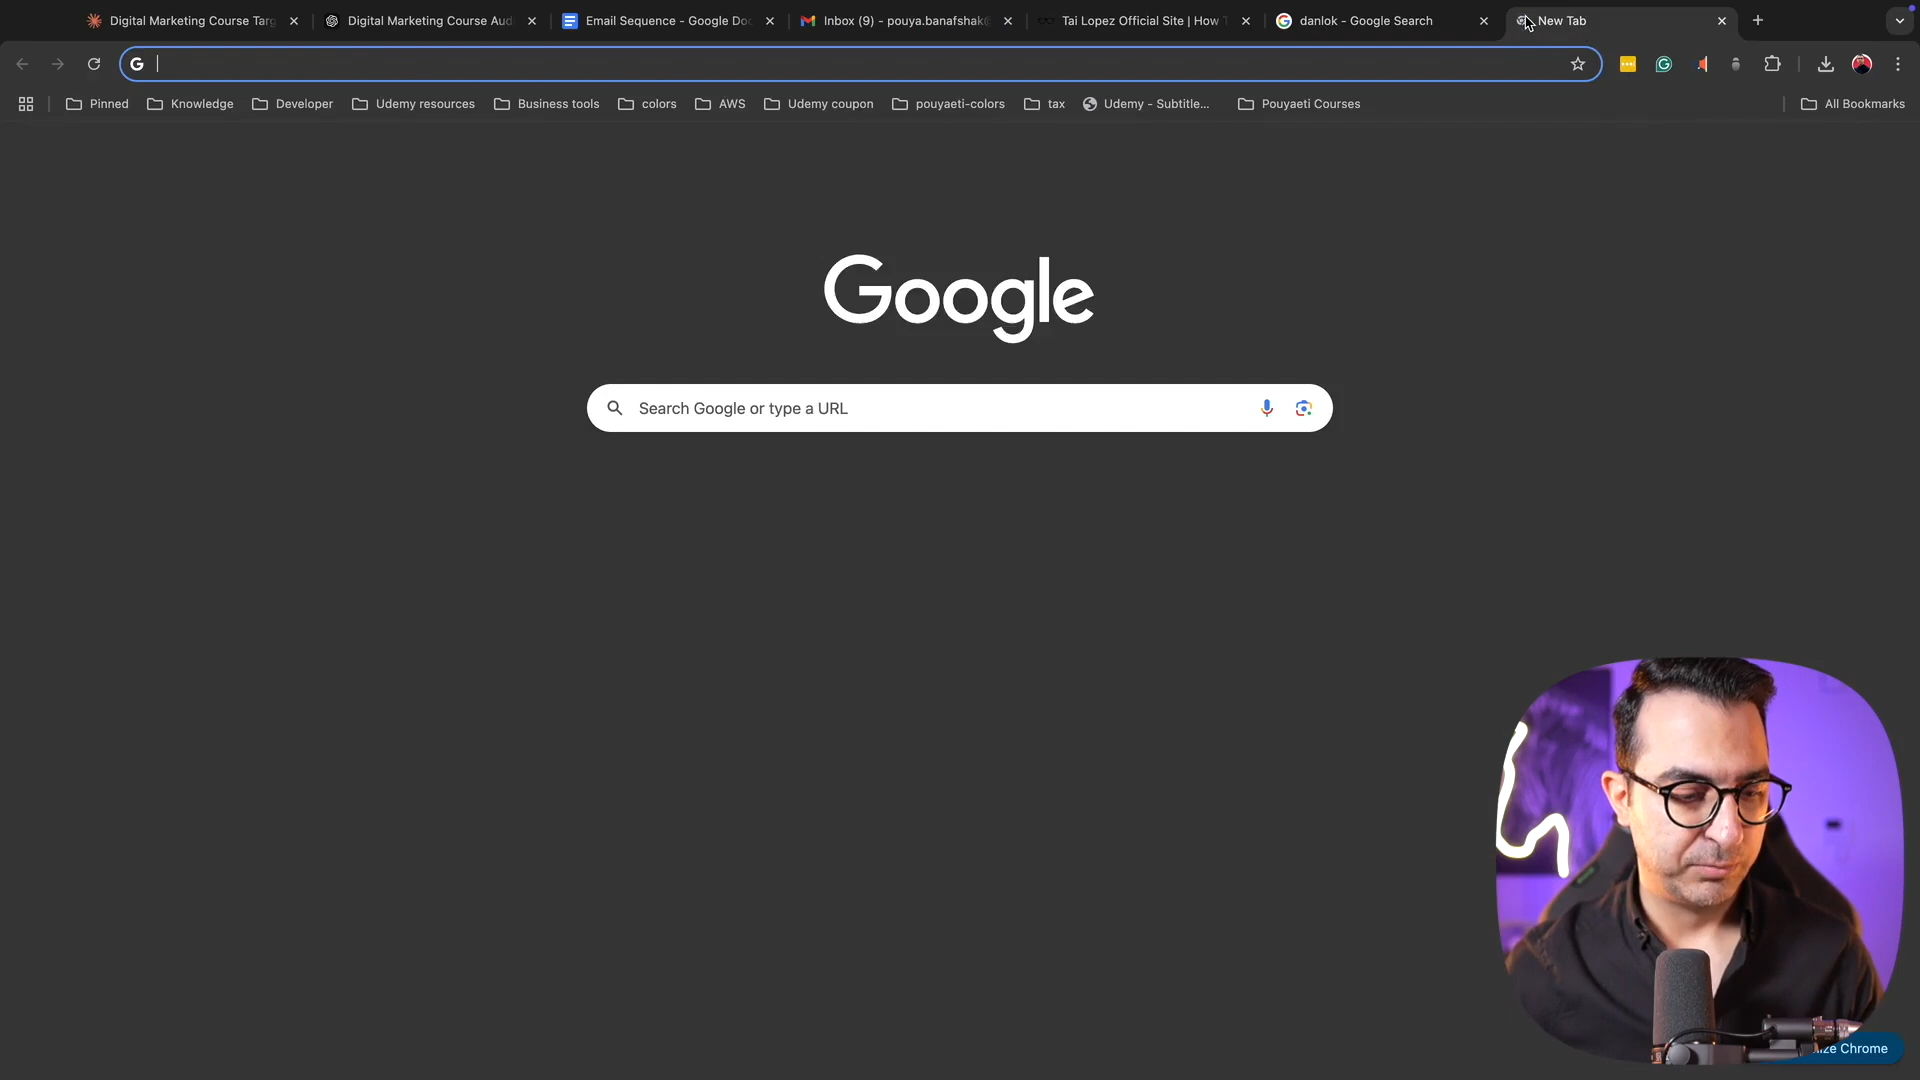 Digital Marketing Course Targ
Digital Marketing Course Aud
Email Sequence - Google Doc
Inbox (9) - pouya.banafshak@
Tai Lopez Official Site | How T
danlok - Google Search
New Tab
Pinned
Knowledge
Developer
Udemy resources
Business tools
colors
AWS
Udemy coupon
pouyaeti-colors
tax
Udemy - Subtitle...
Pouyaeti Courses
All Bookmarks
Google
Search Google or type a URL
ize Chrome